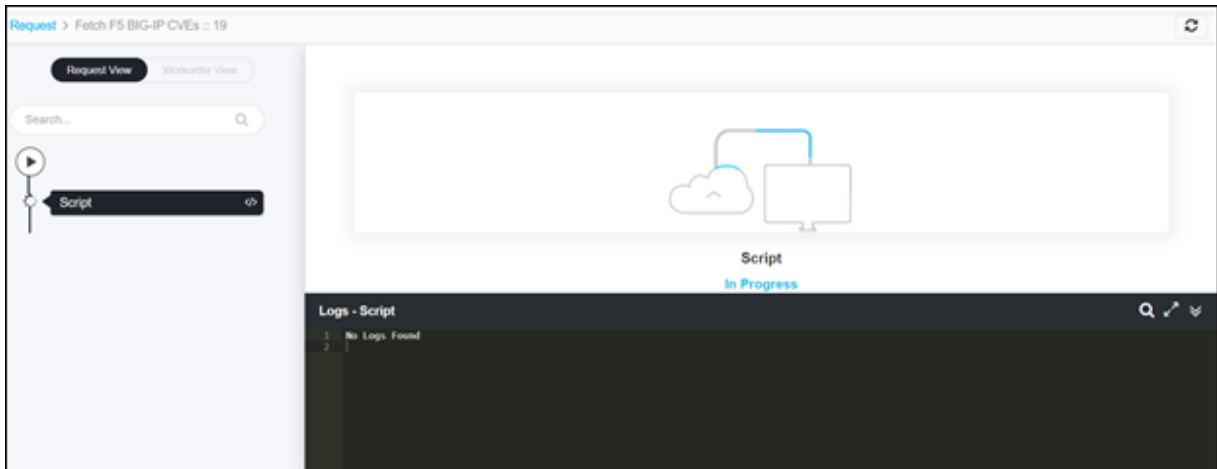 Request > Fetch F5 BIG-IP CVEs :: 19
Request View Workorder View
Search...
Script </>
Script
In Progress
Logs - Script
1 No Logs Found
2